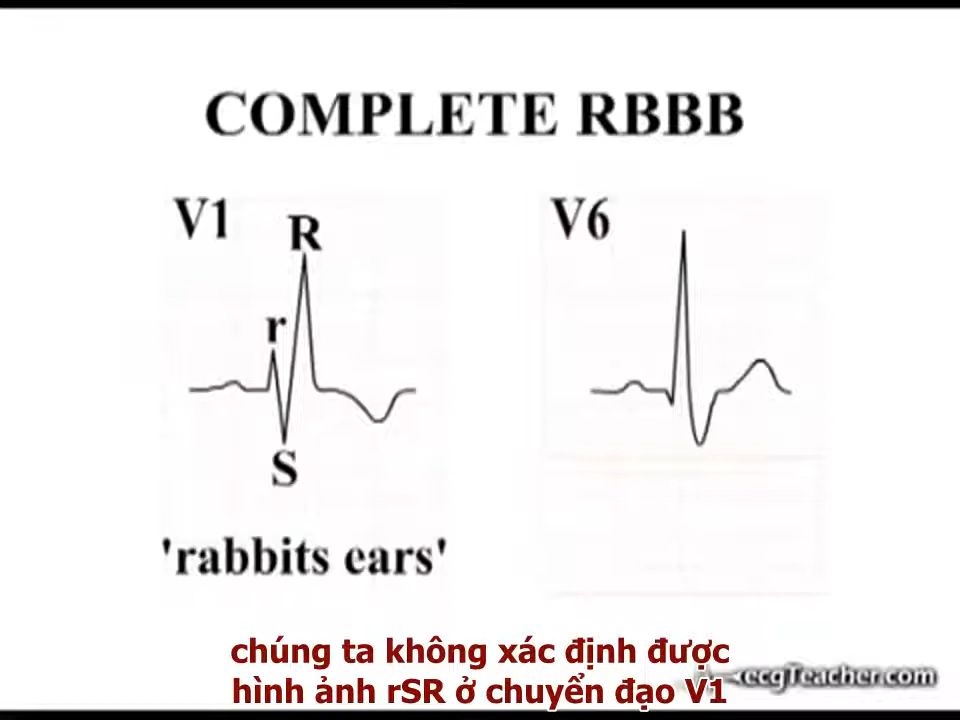 COMPLETE RBBB
V1
R
r
S
V6
'rabbits ears'
chúng ta không xác định được
hình ảnh rSR ở chuyển đạo V1
ecgTeacher.com